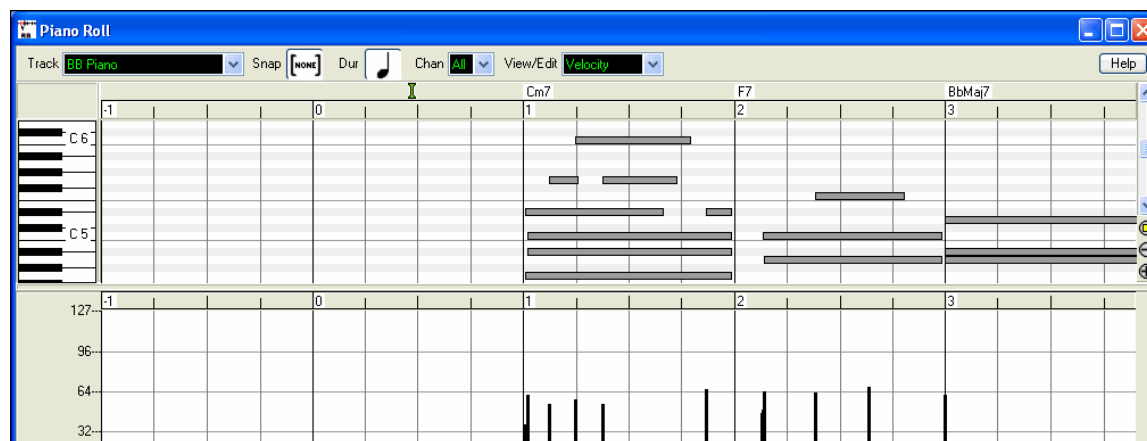 Piano Roll
Track BB Piano Snap [NONE] Dur Chan All View/Edit Velocity Help
Cm7 F7 BbMaj7
-1 0 1 2 3
C 6
C 5
-1 0 1 2 3
127
96
64
32